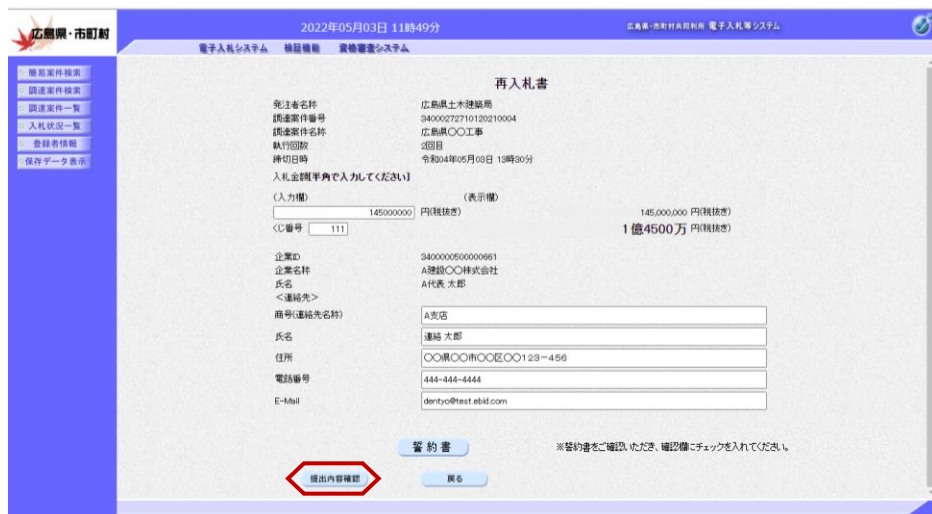 広島県・市町村
2022年05月03日 11時49分
広島県・市町村共同利用 電子入札等システム
電子入札システム 検証機能 資格審査システム
簡易案件検索
調達案件検索
調達案件一覧
入札状況一覧
登録者情報
保存データ表示
再入札書
発注者名称 広島県土木建築局
調達案件番号 34000272710120210004
調達案件名称 広島県〇〇工事
執行回数 2回目
締切日時 令和04年05月03日 13時30分
入札金額[半角で入力してください]
(入力欄) (表示欄)
145000000 円(税抜き) 145,000,000 円(税抜き)
くじ番号 111 1億4500万 円(税抜き)
企業ID 3400000500000661
企業名称 A建設〇〇株式会社
氏名 A代表 太郎
<連絡先>
商号(連絡先名称) A支店
氏名 連絡 太郎
住所 〇〇県〇〇市〇〇区〇〇123-456
電話番号 444-444-4444
E-Mail dentyo@test.ebid.com
誓約書 ※誓約書をご確認いただき、確認欄にチェックを入れてください。
提出内容確認 戻る